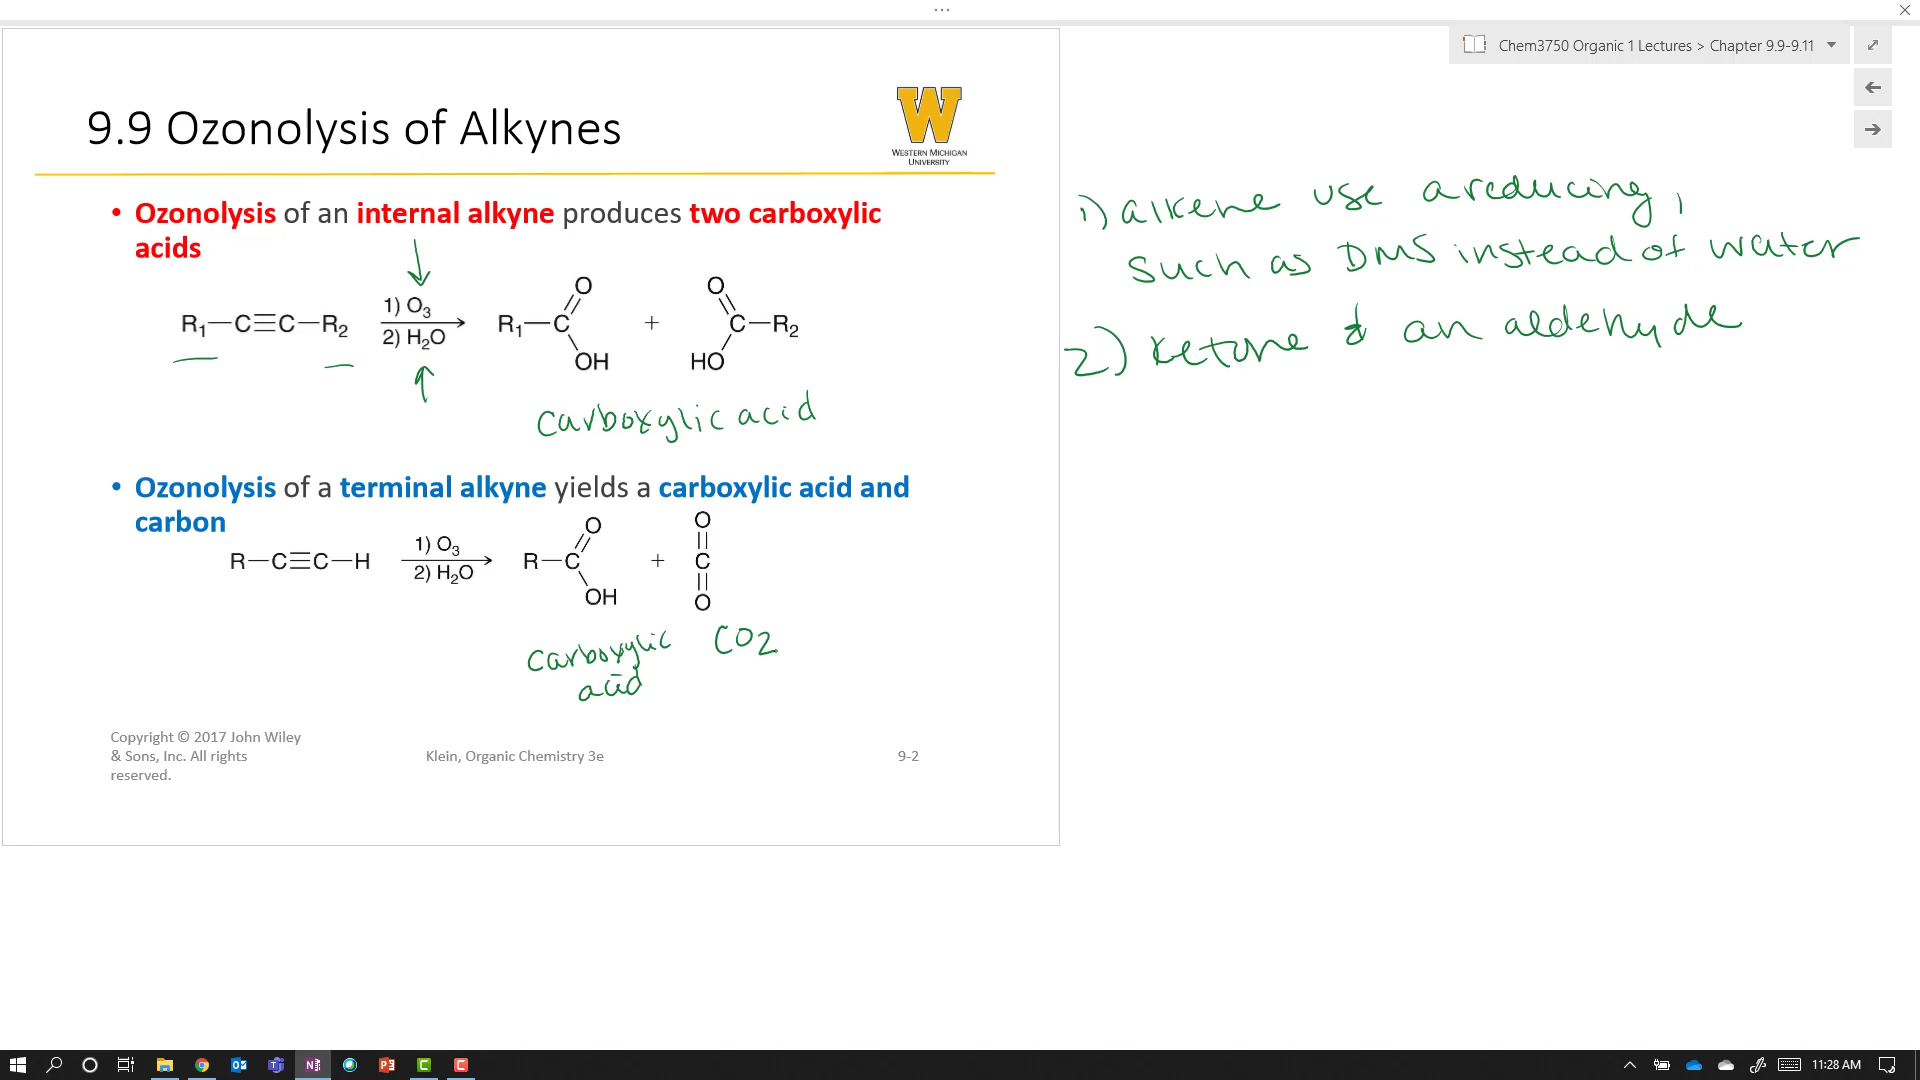 Chem3750 Organic 1 Lectures > Chapter 9.9-9.11
9.9 Ozonolysis of Alkynes
W
WESTERN MICHIGAN
UNIVERSITY
• Ozonolysis of an internal alkyne produces two carboxylic
acids
R₁—C≡C—R₂
1) O₃
2) H₂O
R₁—C
O
OH
+
O
C—R₂
HO
carboxylic acid
• Ozonolysis of a terminal alkyne yields a carboxylic acid and
carbon
R—C≡C—H
1) O₃
2) H₂O
R—C
O
OH
+
O
C
O
carboxylic
acid
CO2
Copyright © 2017 John Wiley
& Sons, Inc. All rights
reserved.
Klein, Organic Chemistry 3e
9-2
1) alkene use a reducing,
such as DMS instead of water
2) ketone & an aldehyde
11:28 AM